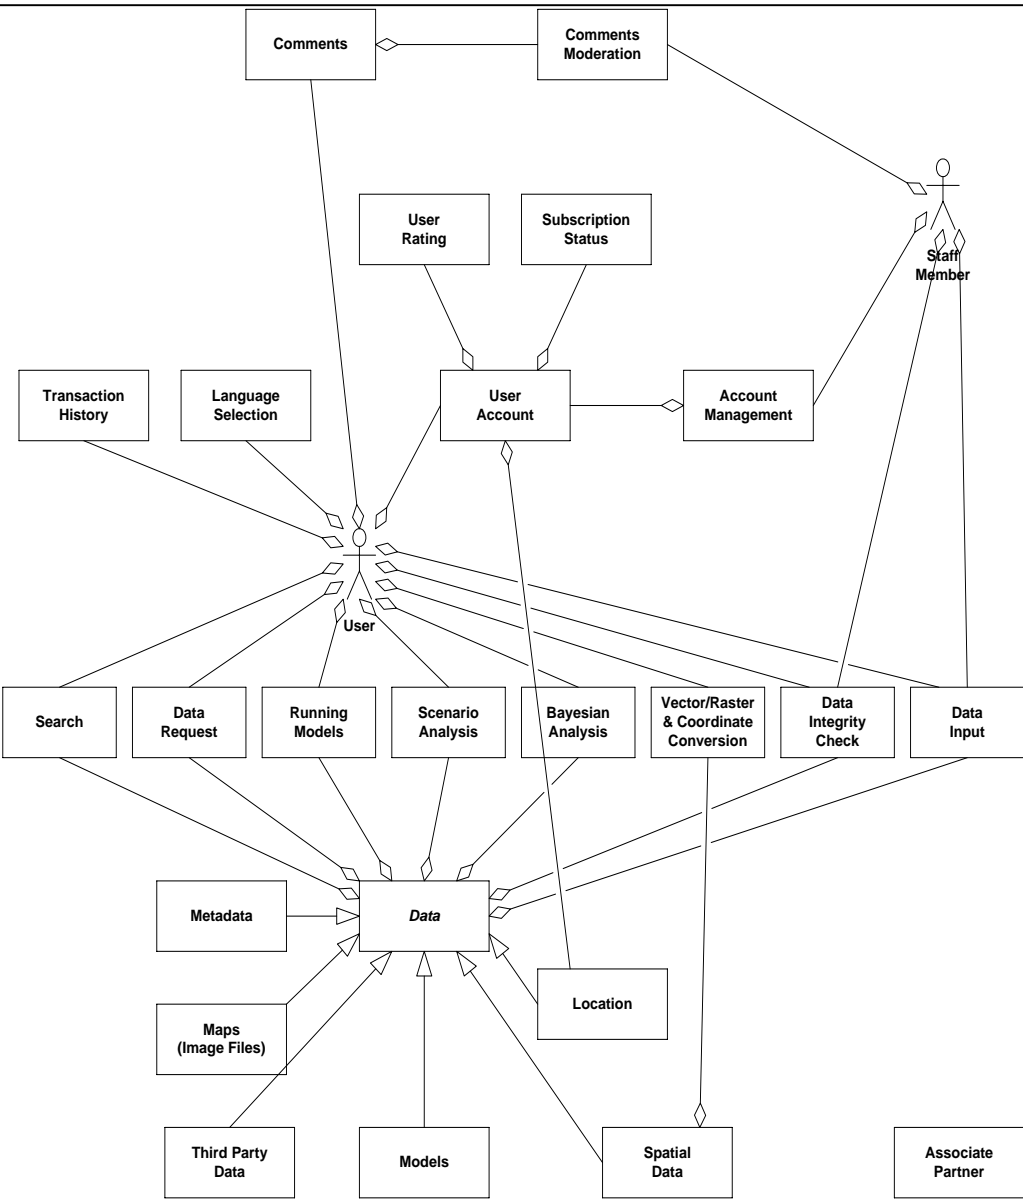 Comments
Comments
Moderation
User
Rating
Subscription
Status
Staff
Member
Transaction
History
Language
Selection
User
Account
Account
Management
User
Search
Data
Request
Running
Models
Scenario
Analysis
Bayesian
Analysis
Vector/Raster
& Coordinate
Conversion
Data
Integrity
Check
Data
Input
Metadata
Data
Location
Maps
(Image Files)
Third Party
Data
Models
Spatial
Data
Associate
Partner